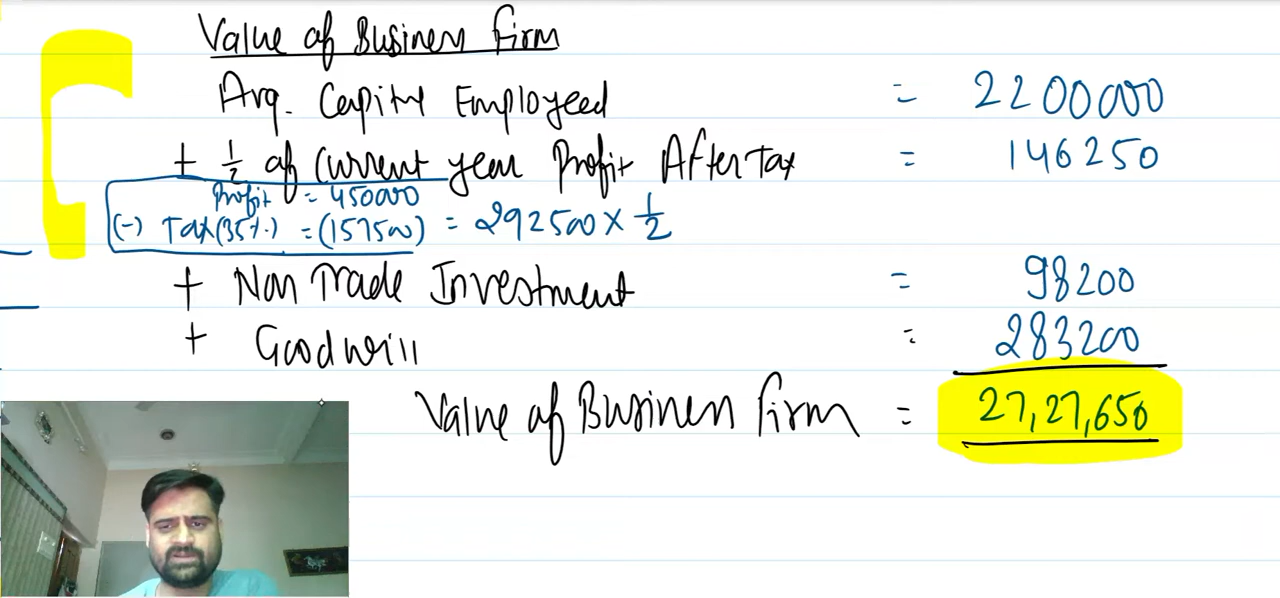 Value of Business Firm
Avg. Capital Employeed = 2200000
+ 1/2 of Current year Profit After Tax = 146250
Profit = 450000
(-) Tax (35%) = (157500) = 292500 × 1/2
+ Non Trade Investment = 98200
+ Goodwill = 283200
Value of Business Firm = 27,27,650